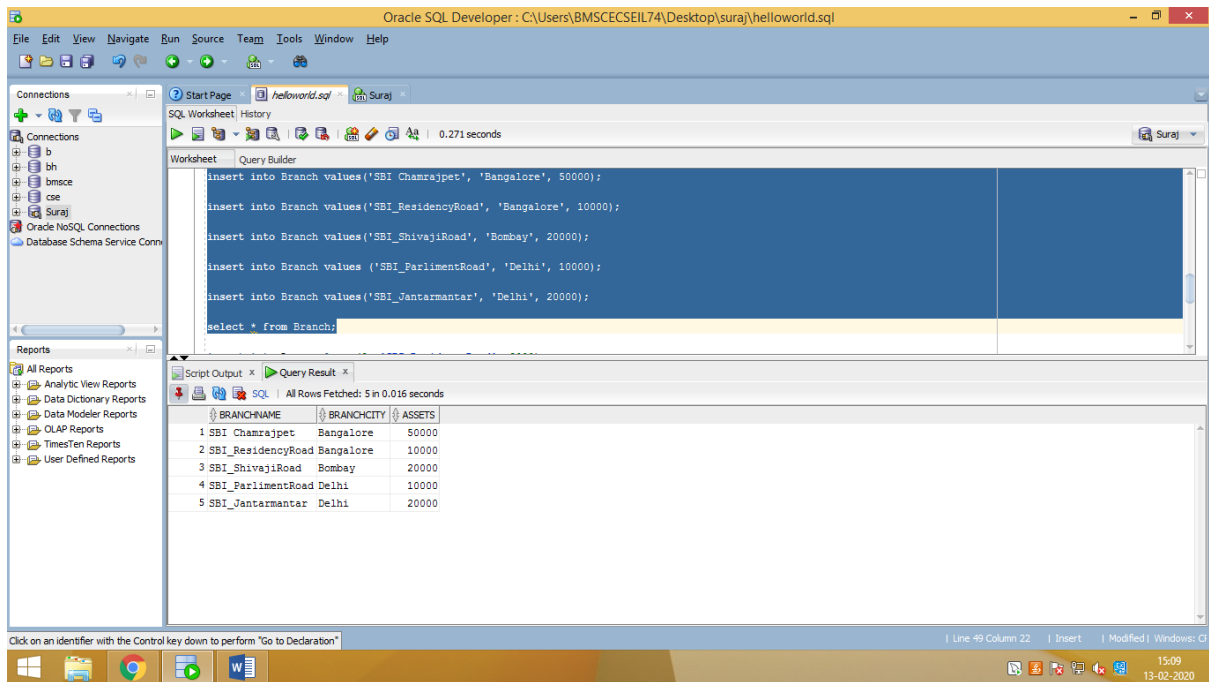 Oracle SQL Developer : C:\Users\BMSCECSEIL74\Desktop\suraj\helloworld.sql
File Edit View Navigate Run Source Team Tools Window Help
Connections
Start Page helloworld.sql Suraj
SQL Worksheet History
0.271 seconds
Suraj
Connections
b
bh
bmsce
cse
Suraj
Oracle NoSQL Connections
Database Schema Service Conn
Worksheet Query Builder
insert into Branch values('SBI Chamrajpet', 'Bangalore', 50000);
insert into Branch values('SBI_ResidencyRoad', 'Bangalore', 10000);
insert into Branch values('SBI_ShivajiRoad', 'Bombay', 20000);
insert into Branch values ('SBI_ParlimentRoad', 'Delhi', 10000);
insert into Branch values('SBI_Jantarmantar', 'Delhi', 20000);
select * from Branch;
Reports
All Reports
Analytic View Reports
Data Dictionary Reports
Data Modeler Reports
OLAP Reports
TimesTen Reports
User Defined Reports
Script Output x Query Result x
SQL | All Rows Fetched: 5 in 0.016 seconds
BRANCHNAME BRANCHCITY ASSETS
1 SBI Chamrajpet Bangalore 50000
2 SBI_ResidencyRoad Bangalore 10000
3 SBI_ShivajiRoad Bombay 20000
4 SBI_ParlimentRoad Delhi 10000
5 SBI_Jantarmantar Delhi 20000
Click on an identifier with the Control key down to perform "Go to Declaration"
| Line 49 Column 22 | Insert | Modified | Windows: CF
15:09
13-02-2020